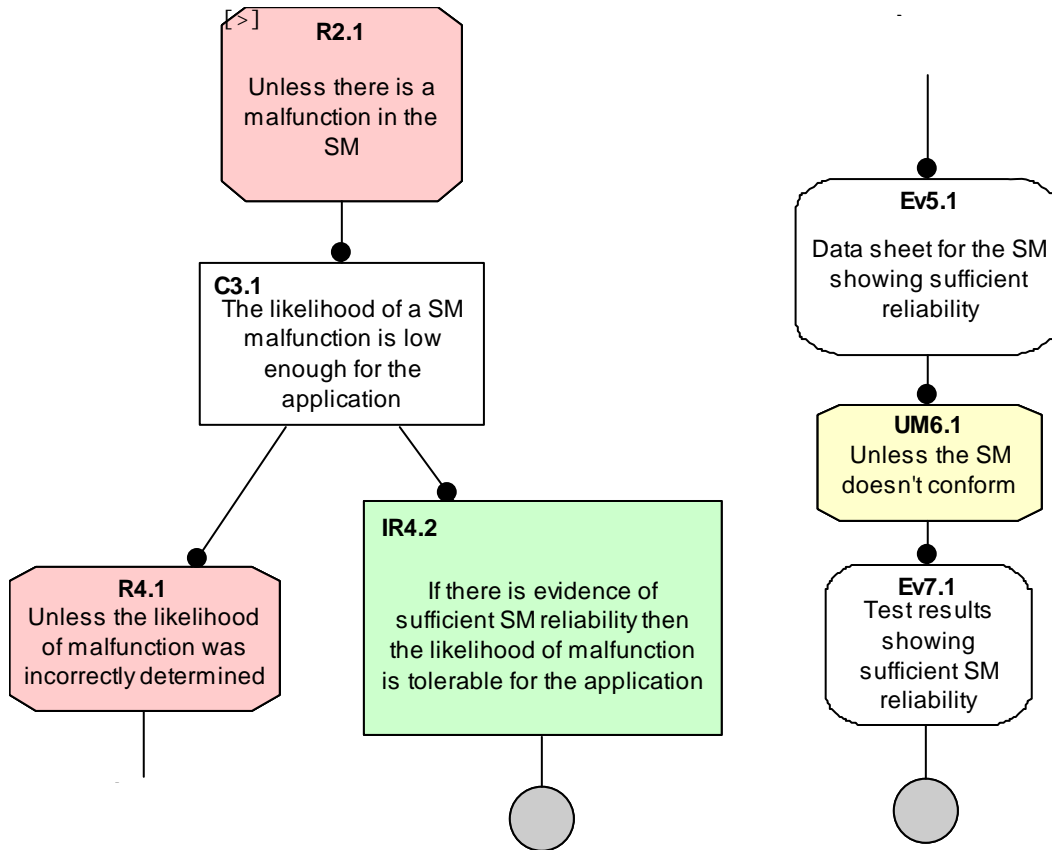 [>]
R2.1
Unless there is a
malfunction in the
SM
C3.1
The likelihood of a SM
malfunction is low
enough for the
application
R4.1
Unless the likelihood
of malfunction was
incorrectly determined
IR4.2
If there is evidence of
sufficient SM reliability then
the likelihood of malfunction
is tolerable for the application
Ev5.1
Data sheet for the SM
showing sufficient
reliability
UM6.1
Unless the SM
doesn't conform
Ev7.1
Test results
showing
sufficient SM
reliability